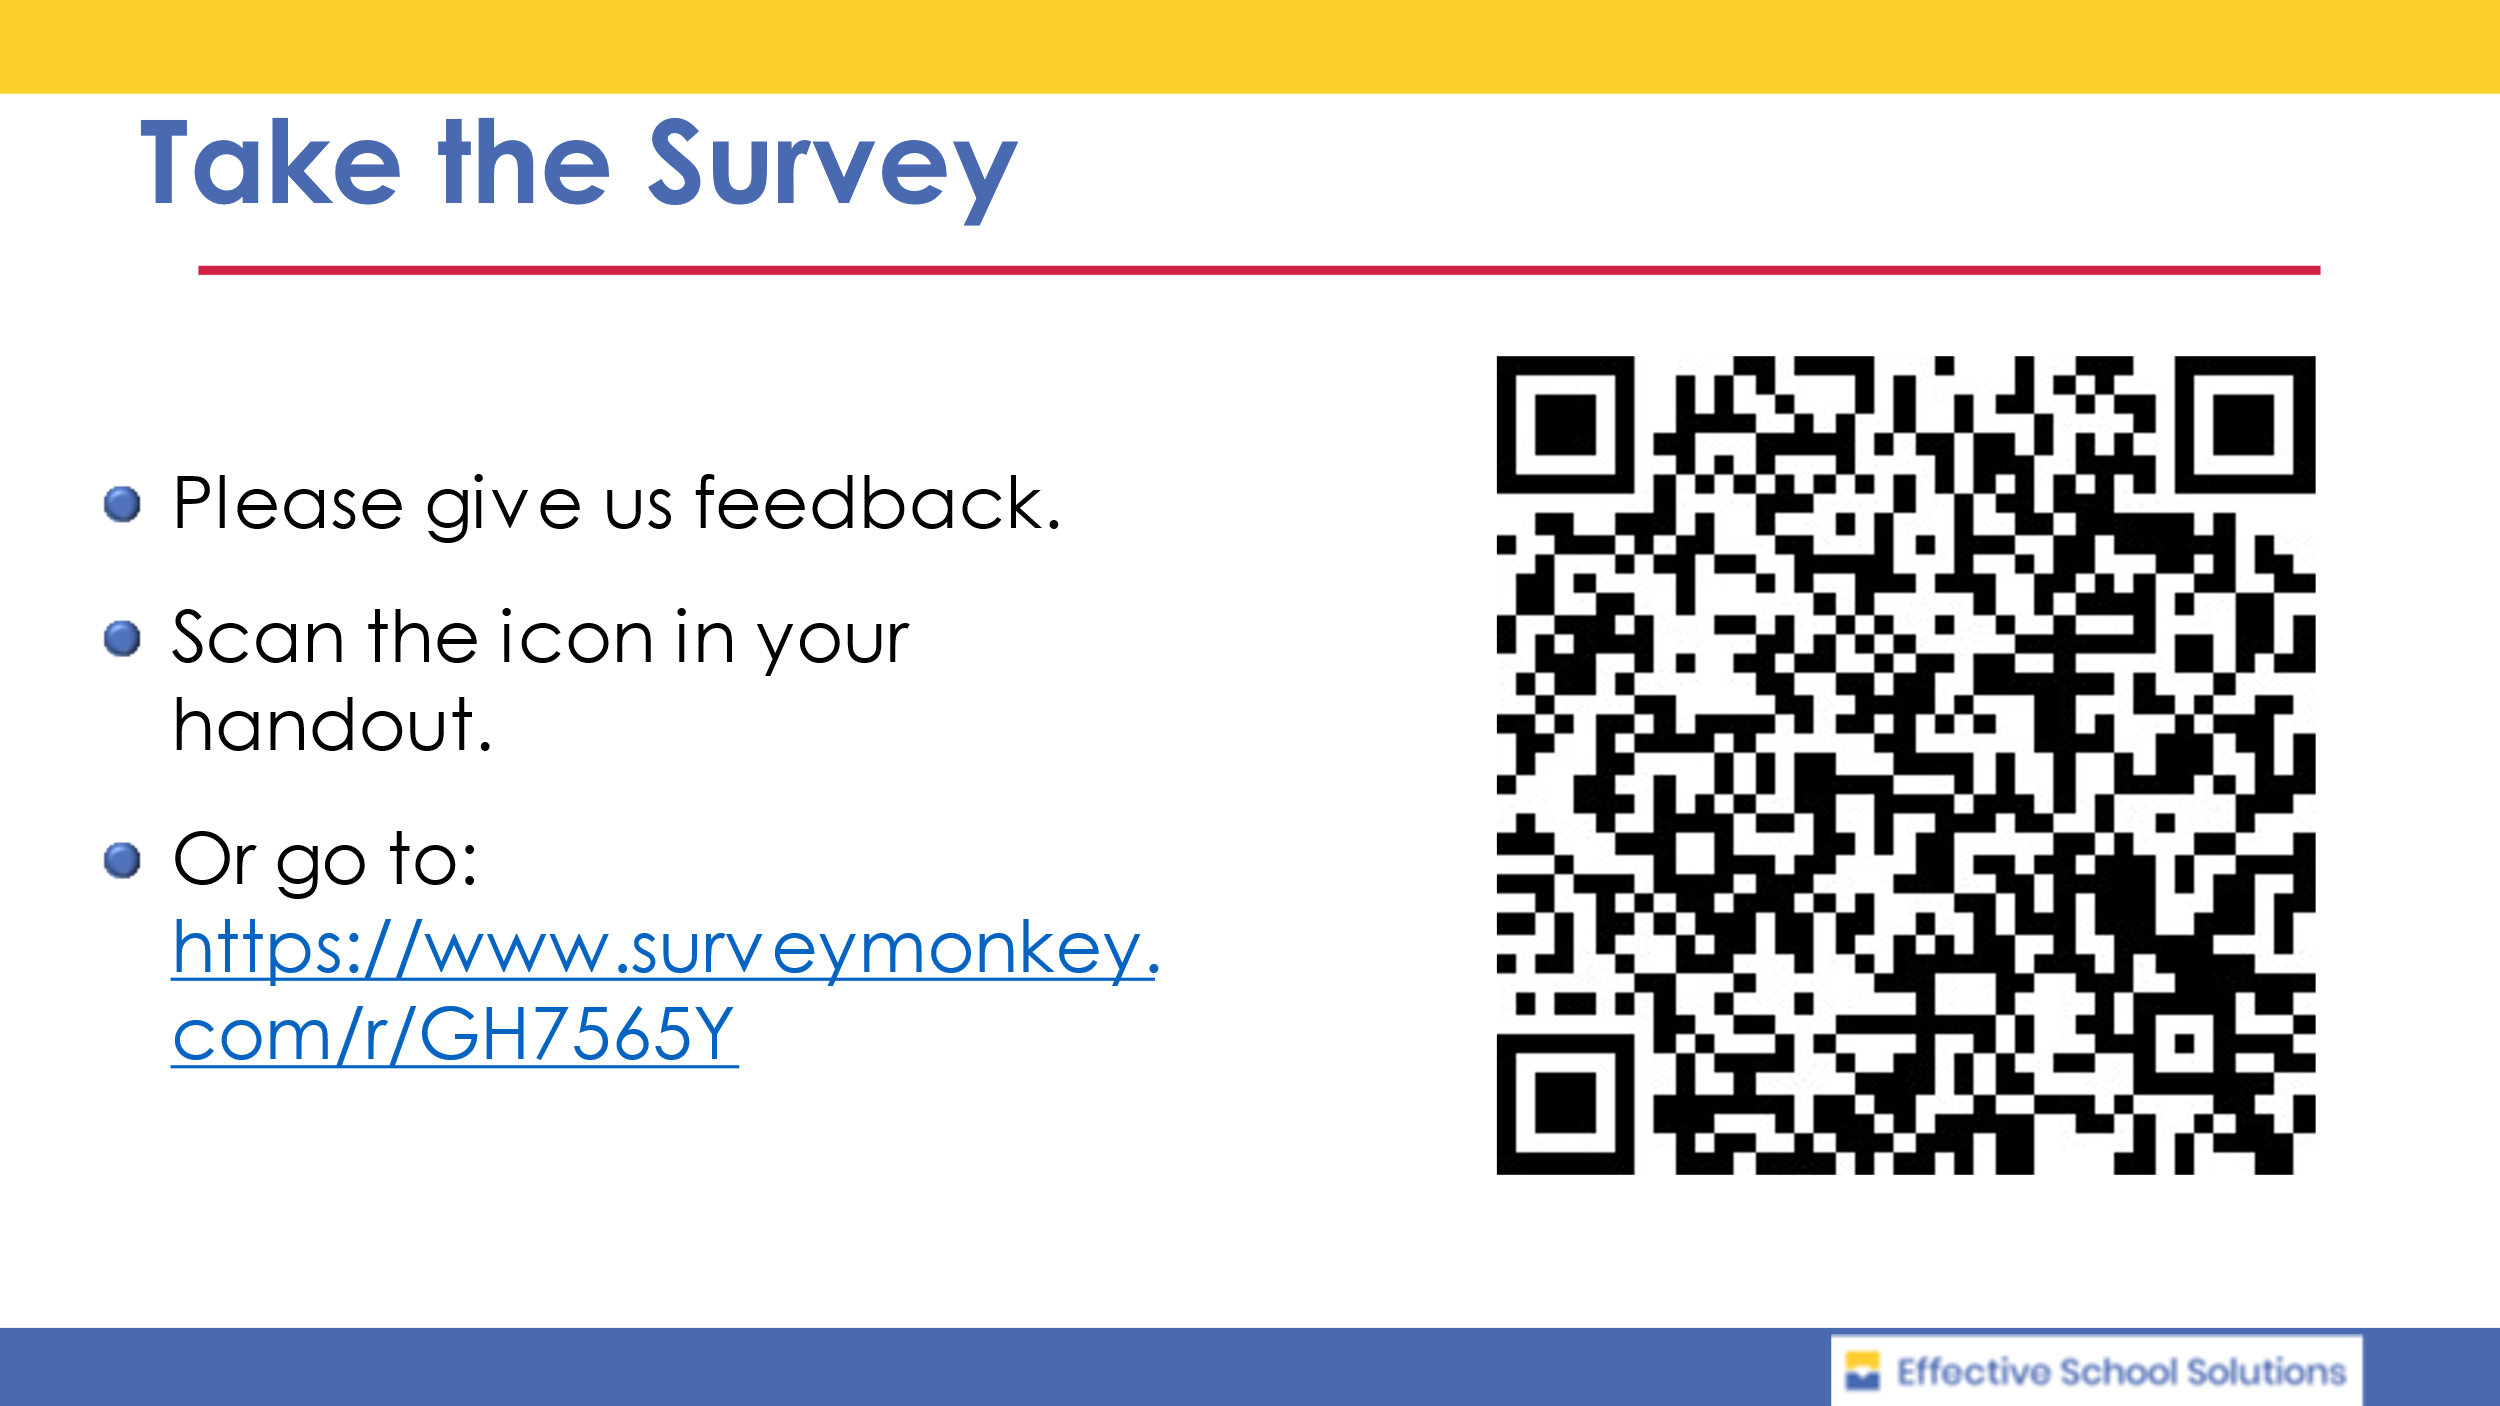 Take the Survey
Please give us feedback.
Scan the icon in your
handout.
Or go to:
https://www.surveymonkey.
com/r/GH7565Y
Effective School Solutions